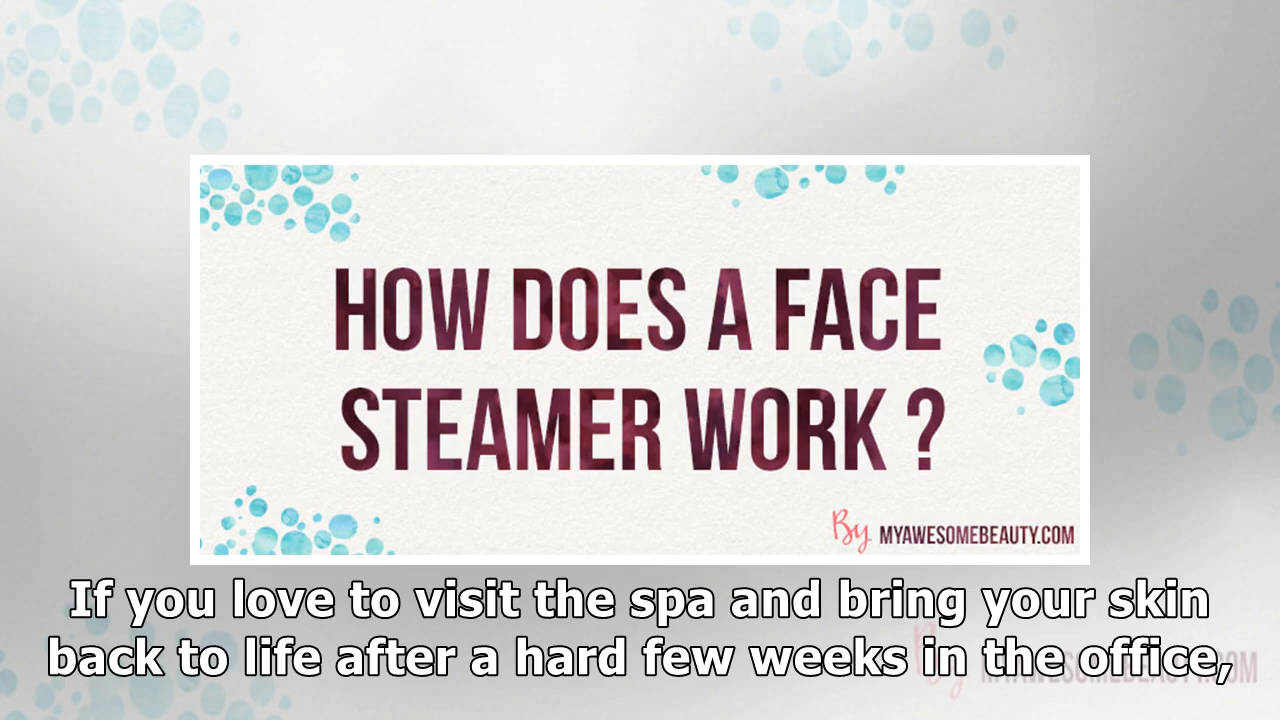 HOW DOES A FACE
STEAMER WORK ?
By MYAWESOMEBEAUTY.COM
If you love to visit the spa and bring your skin
back to life after a hard few weeks in the office,